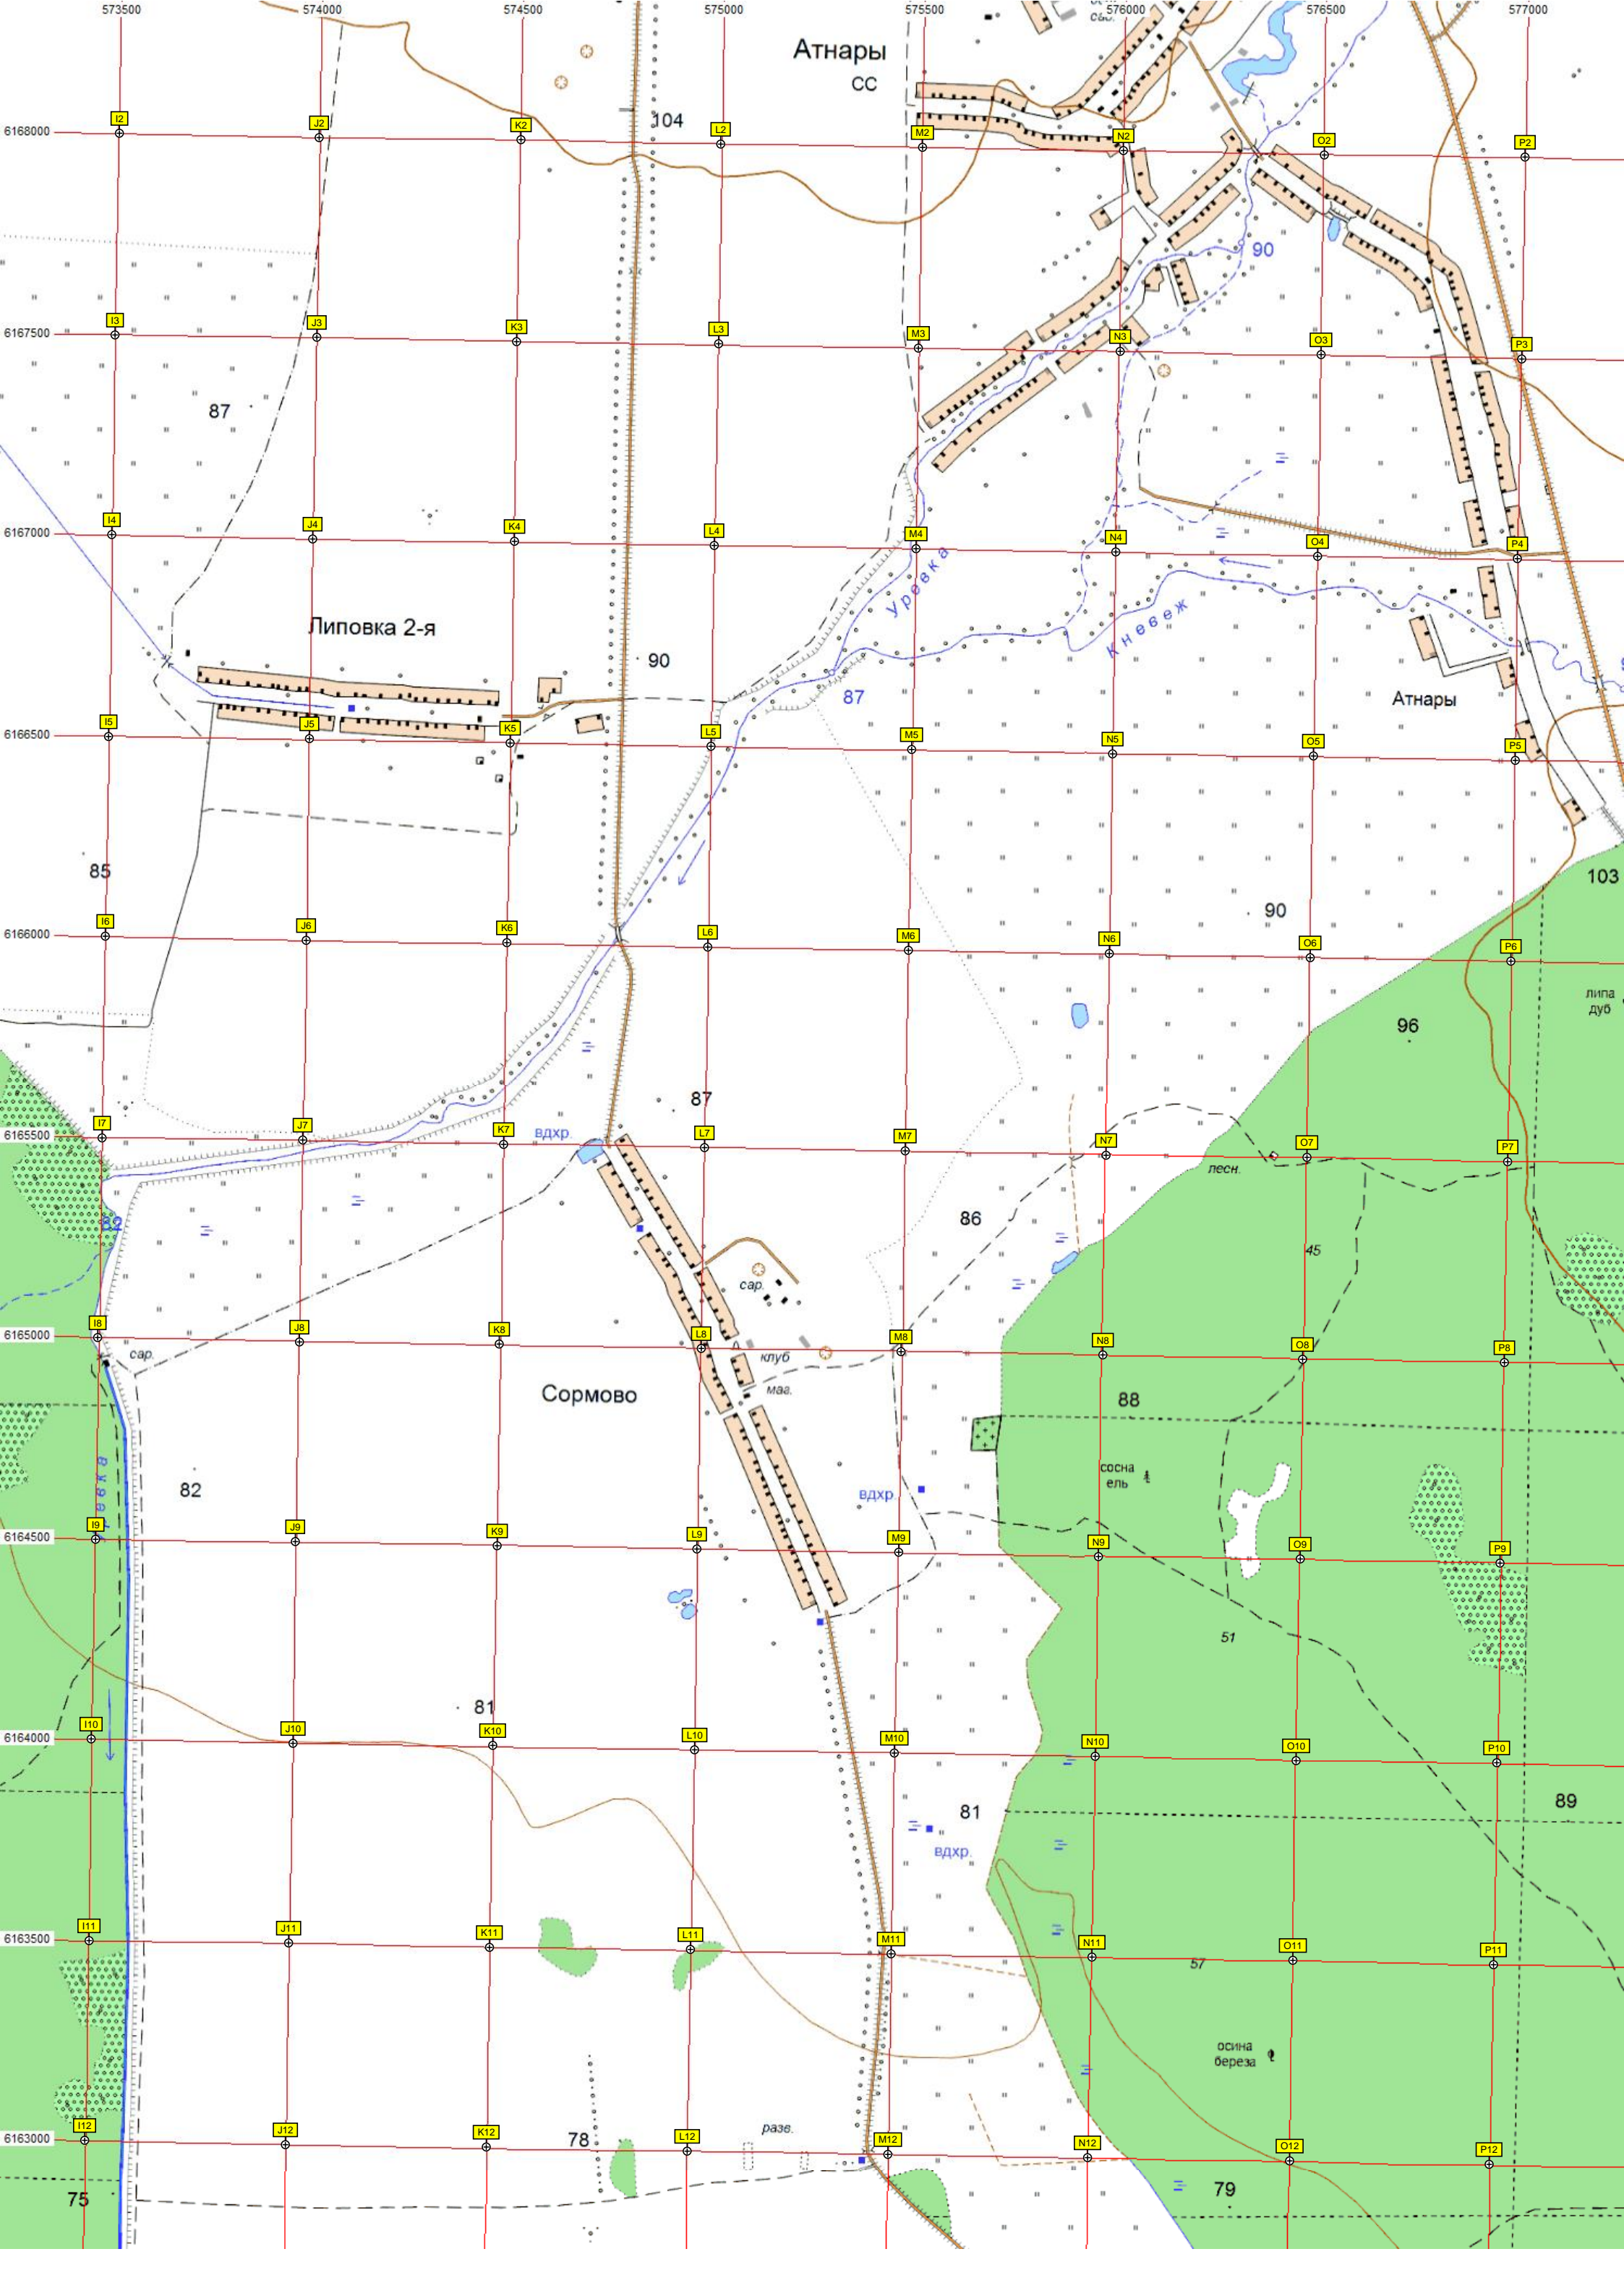 573500 574000 574500 575000 575500 576000 576500 577000
Атнары
СС
104
6168000 I2 J2 K2 L2 M2 N2 O2 P2
90
6167500 I3 J3 K3 L3 M3 N3 O3 P3
87
6167000 I4 J4 K4 L4 M4 N4 O4 P4
Уревка
Кневеж
Липовка 2-я
90
87
Атнары
6166500 I5 J5 K5 L5 M5 N5 O5 P5
85
103
90
6166000 I6 J6 K6 L6 M6 N6 O6 P6
липа
дуб
96
87
вдхр.
6165500 I7 J7 K7 L7 M7 N7 O7 P7
лесн.
82
86
45
сар.
6165000 I8 J8 K8 L8 M8 N8 O8 P8
сар.
клуб
маг.
Сормово
88
сосна
ель
82
вдхр.
6164500 I9 J9 K9 L9 M9 N9 O9 P9
51
81
6164000 I10 J10 K10 L10 M10 N10 O10 P10
81
89
вдхр.
6163500 I11 J11 K11 L11 M11 N11 O11 P11
57
осина
береза
разв.
78
6163000 I12 J12 K12 L12 M12 N12 O12 P12
75
79